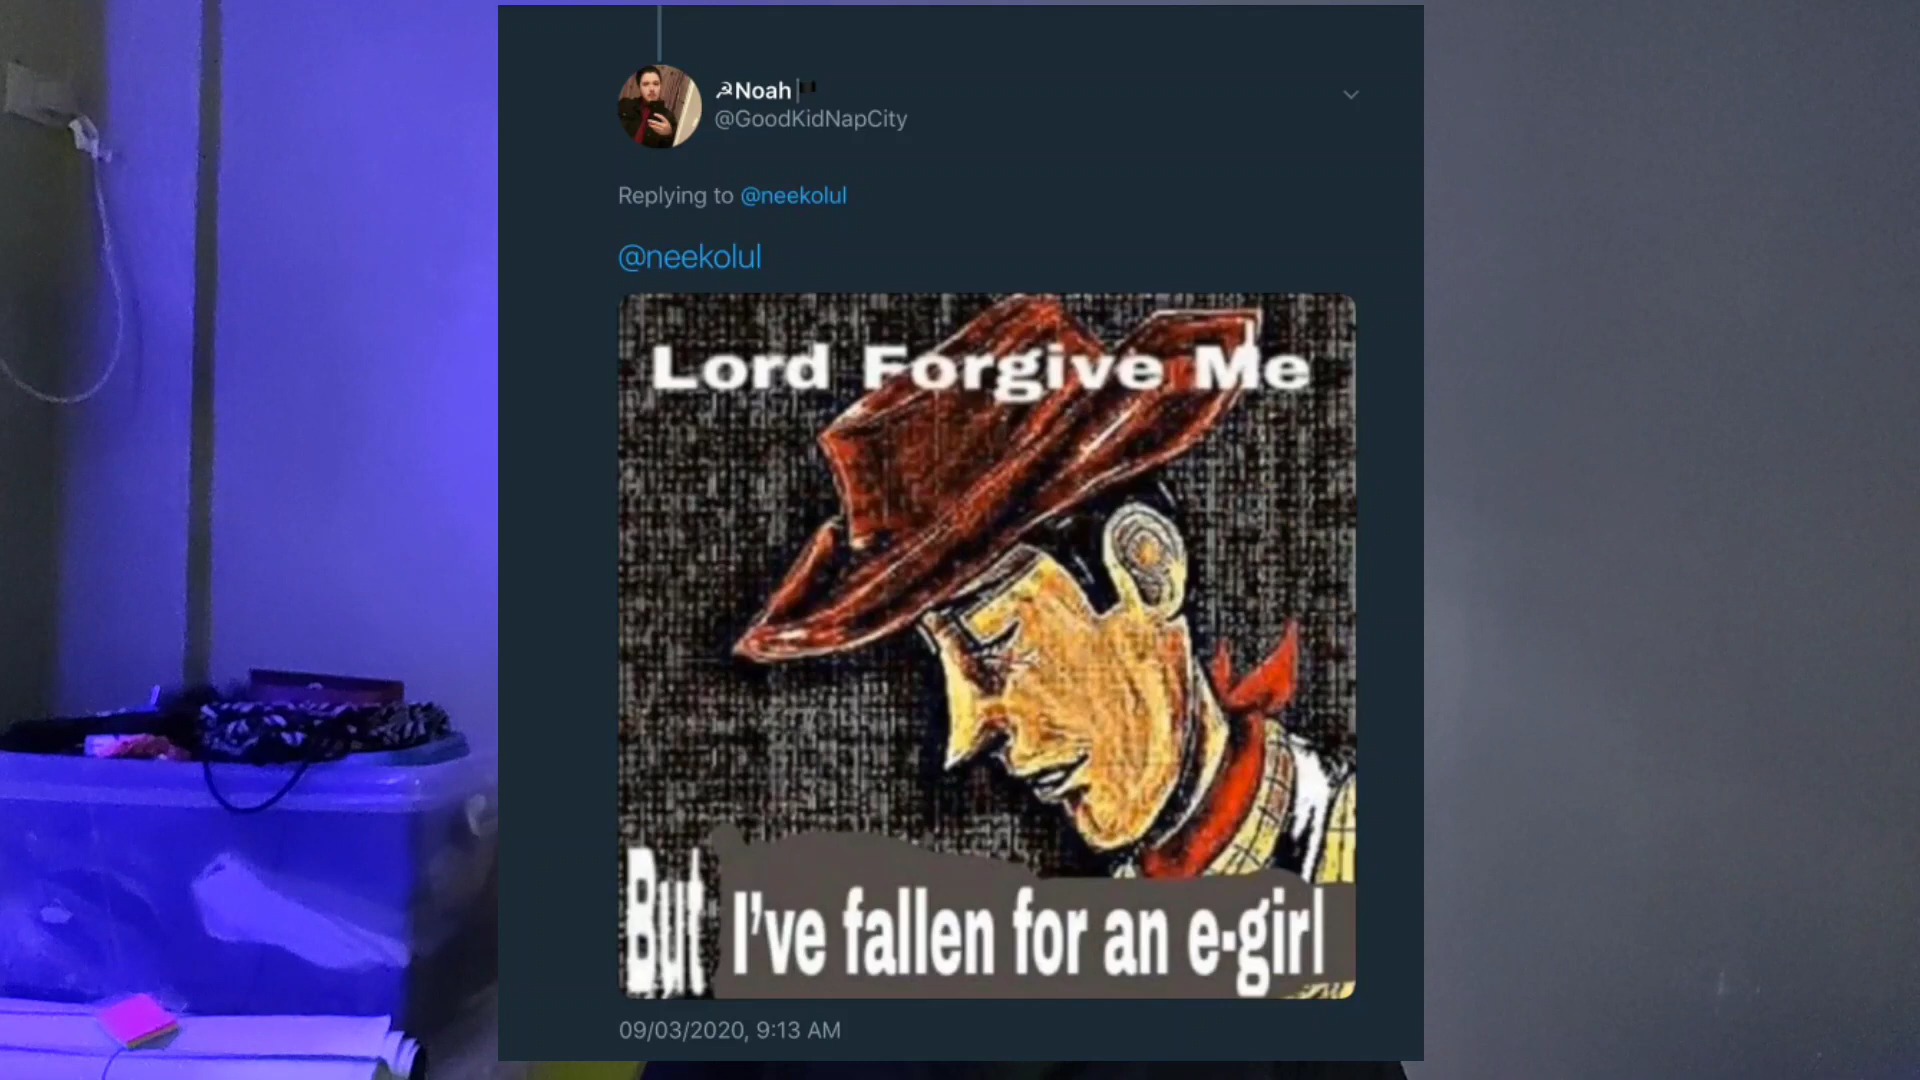 ☭Noah🏴
@GoodKidNapCity
Replying to @neekolul
@neekolul
Lord Forgive Me
But I've fallen for an e-girl
09/03/2020, 9:13 AM